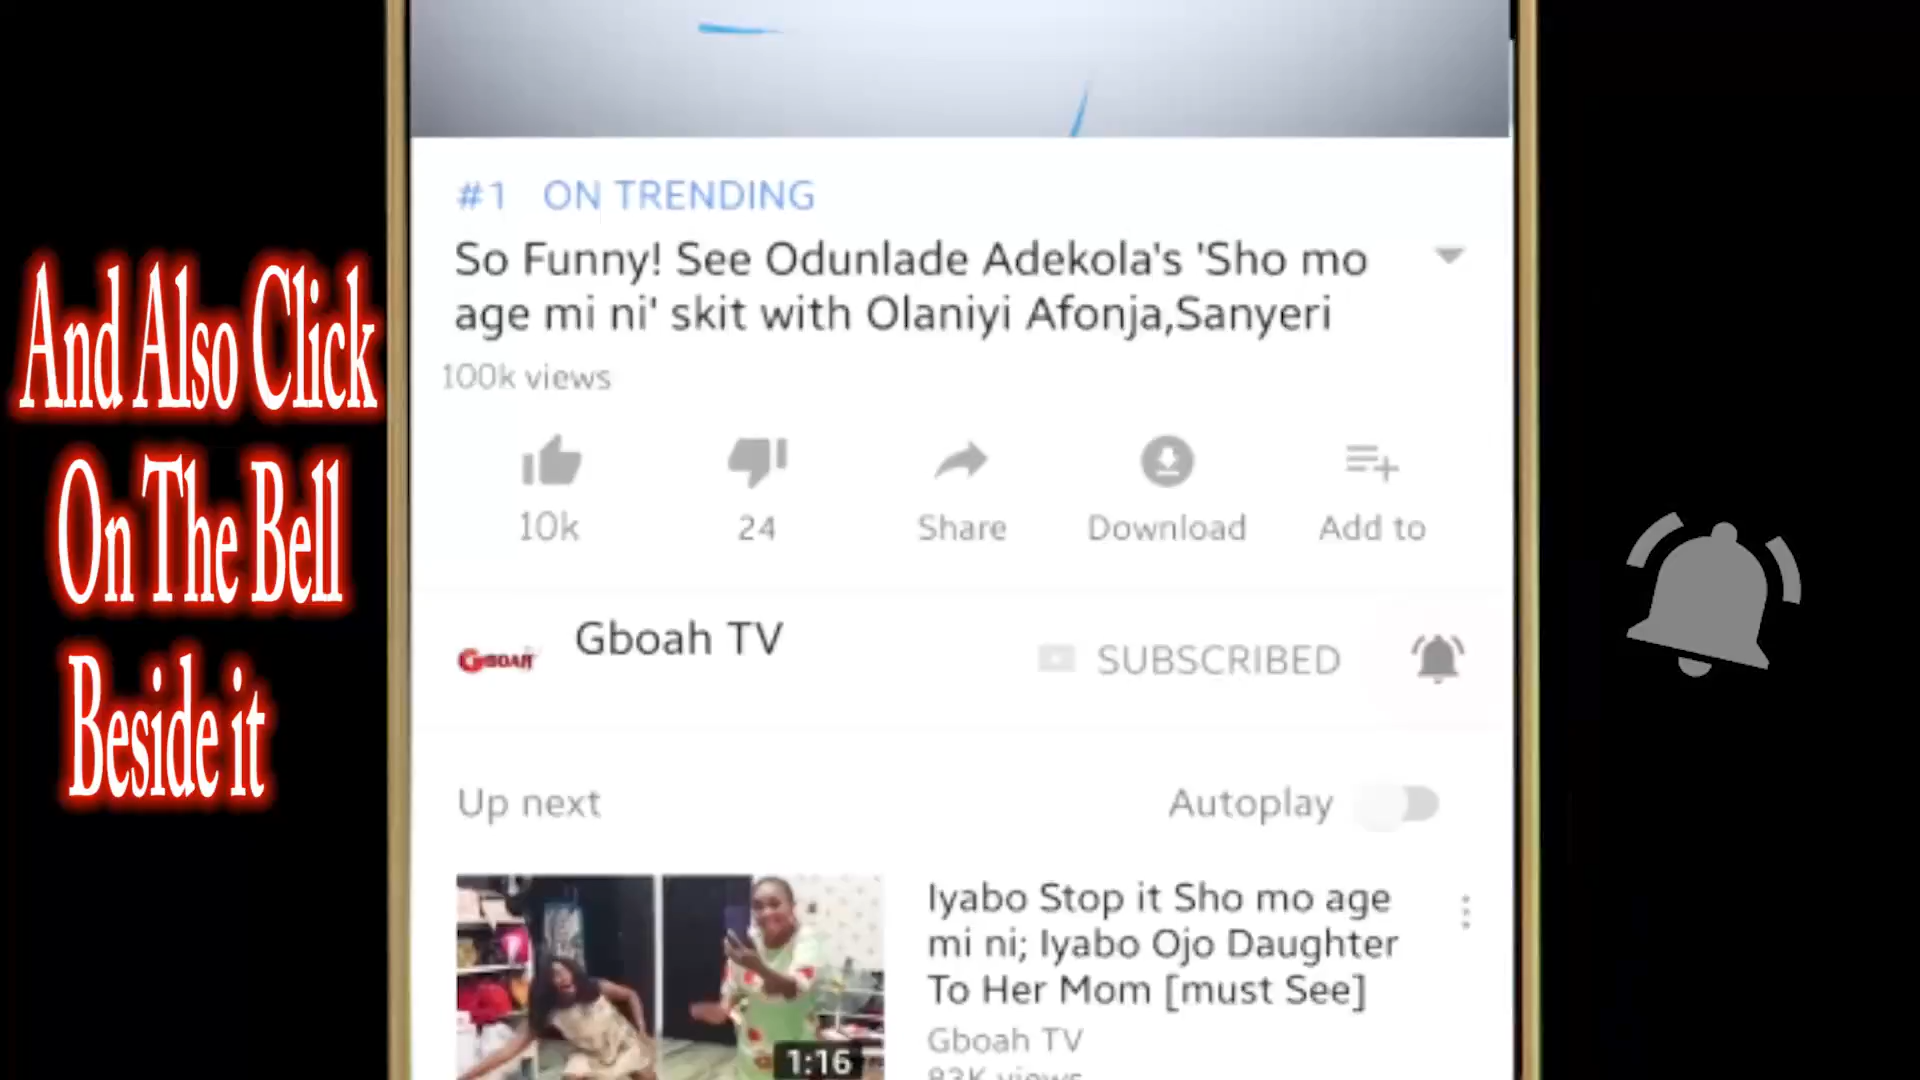 And Also Click
On The Bell
Beside it
#1 ON TRENDING
So Funny! See Odunlade Adekola's 'Sho mo
age mi ni' skit with Olaniyi Afonja,Sanyeri
100k views
10k
24
Share
Download
Add to
GBOAH
Gboah TV
SUBSCRIBED
Up next
Autoplay
Iyabo Stop it Sho mo age
mi ni; Iyabo Ojo Daughter
To Her Mom [must See]
Gboah TV
83K views
1:16